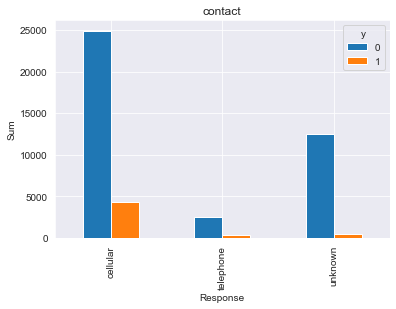 contact
y
0
1
25000
20000
15000
10000
5000
0
Sum
cellular
telephone
unknown
Response